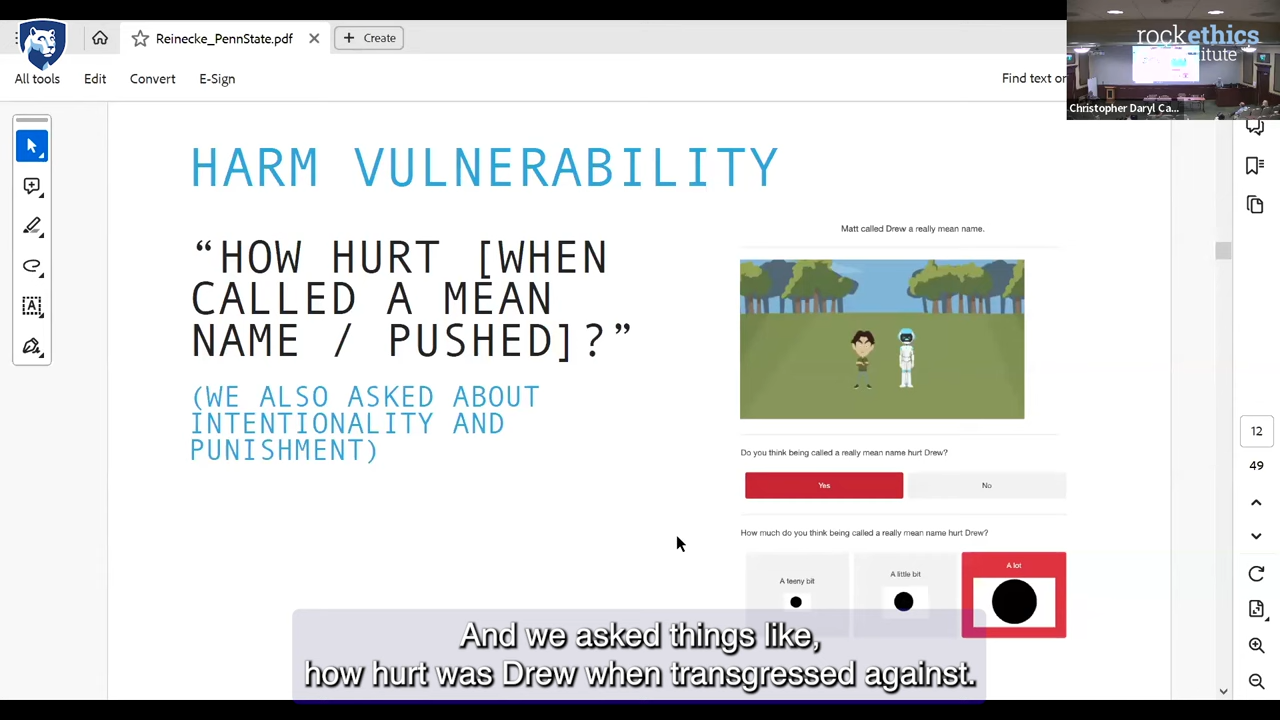 Reinecke_PennState.pdf
Create
All tools
Edit
Convert
E-Sign
Find text or
rockethics
institute
Christopher Daryl Ca...
HARM VULNERABILITY
“HOW HURT [WHEN
CALLED A MEAN
NAME / PUSHED]?”
(WE ALSO ASKED ABOUT
INTENTIONALITY AND
PUNISHMENT)
Matt called Drew a really mean name.
Do you think being called a really mean name hurt Drew?
Yes
No
How much do you think being called a really mean name hurt Drew?
A teeny bit
A little bit
A lot
12
49
And we asked things like,
how hurt was Drew when transgressed against.